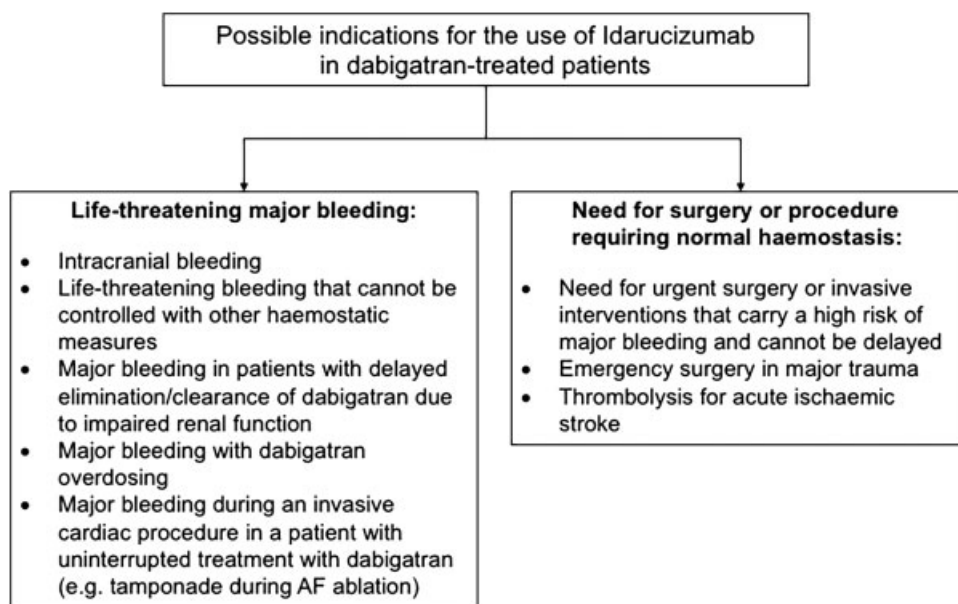 Possible indications for the use of Idarucizumab
in dabigatran-treated patients
Life-threatening major bleeding:
• Intracranial bleeding
• Life-threatening bleeding that cannot be
controlled with other haemostatic
measures
• Major bleeding in patients with delayed
elimination/clearance of dabigatran due
to impaired renal function
• Major bleeding with dabigatran
overdosing
• Major bleeding during an invasive
cardiac procedure in a patient with
uninterrupted treatment with dabigatran
(e.g. tamponade during AF ablation)
Need for surgery or procedure
requiring normal haemostasis:
• Need for urgent surgery or invasive
interventions that carry a high risk of
major bleeding and cannot be delayed
• Emergency surgery in major trauma
• Thrombolysis for acute ischaemic
stroke